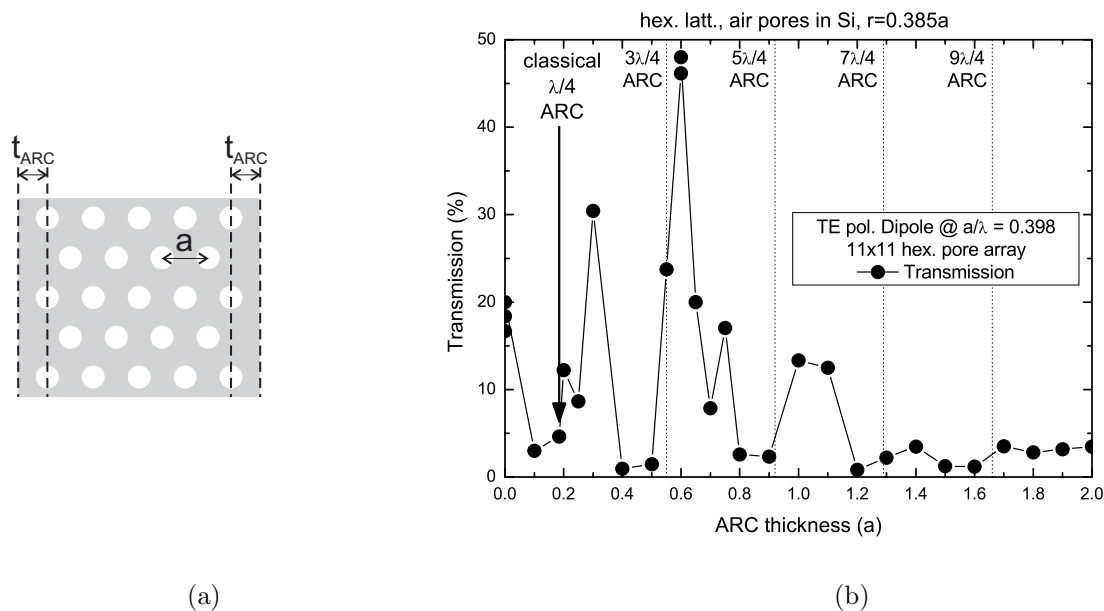 t_ARC
t_ARC
a
(a)
hex. latt., air pores in Si, r=0.385a
classical
λ/4
ARC
3λ/4
ARC
5λ/4
ARC
7λ/4
ARC
9λ/4
ARC
TE pol. Dipole @ a/λ = 0.398
11x11 hex. pore array
Transmission
Transmission (%)
50
40
30
20
10
0
0.0 0.2 0.4 0.6 0.8 1.0 1.2 1.4 1.6 1.8 2.0
ARC thickness (a)
(b)